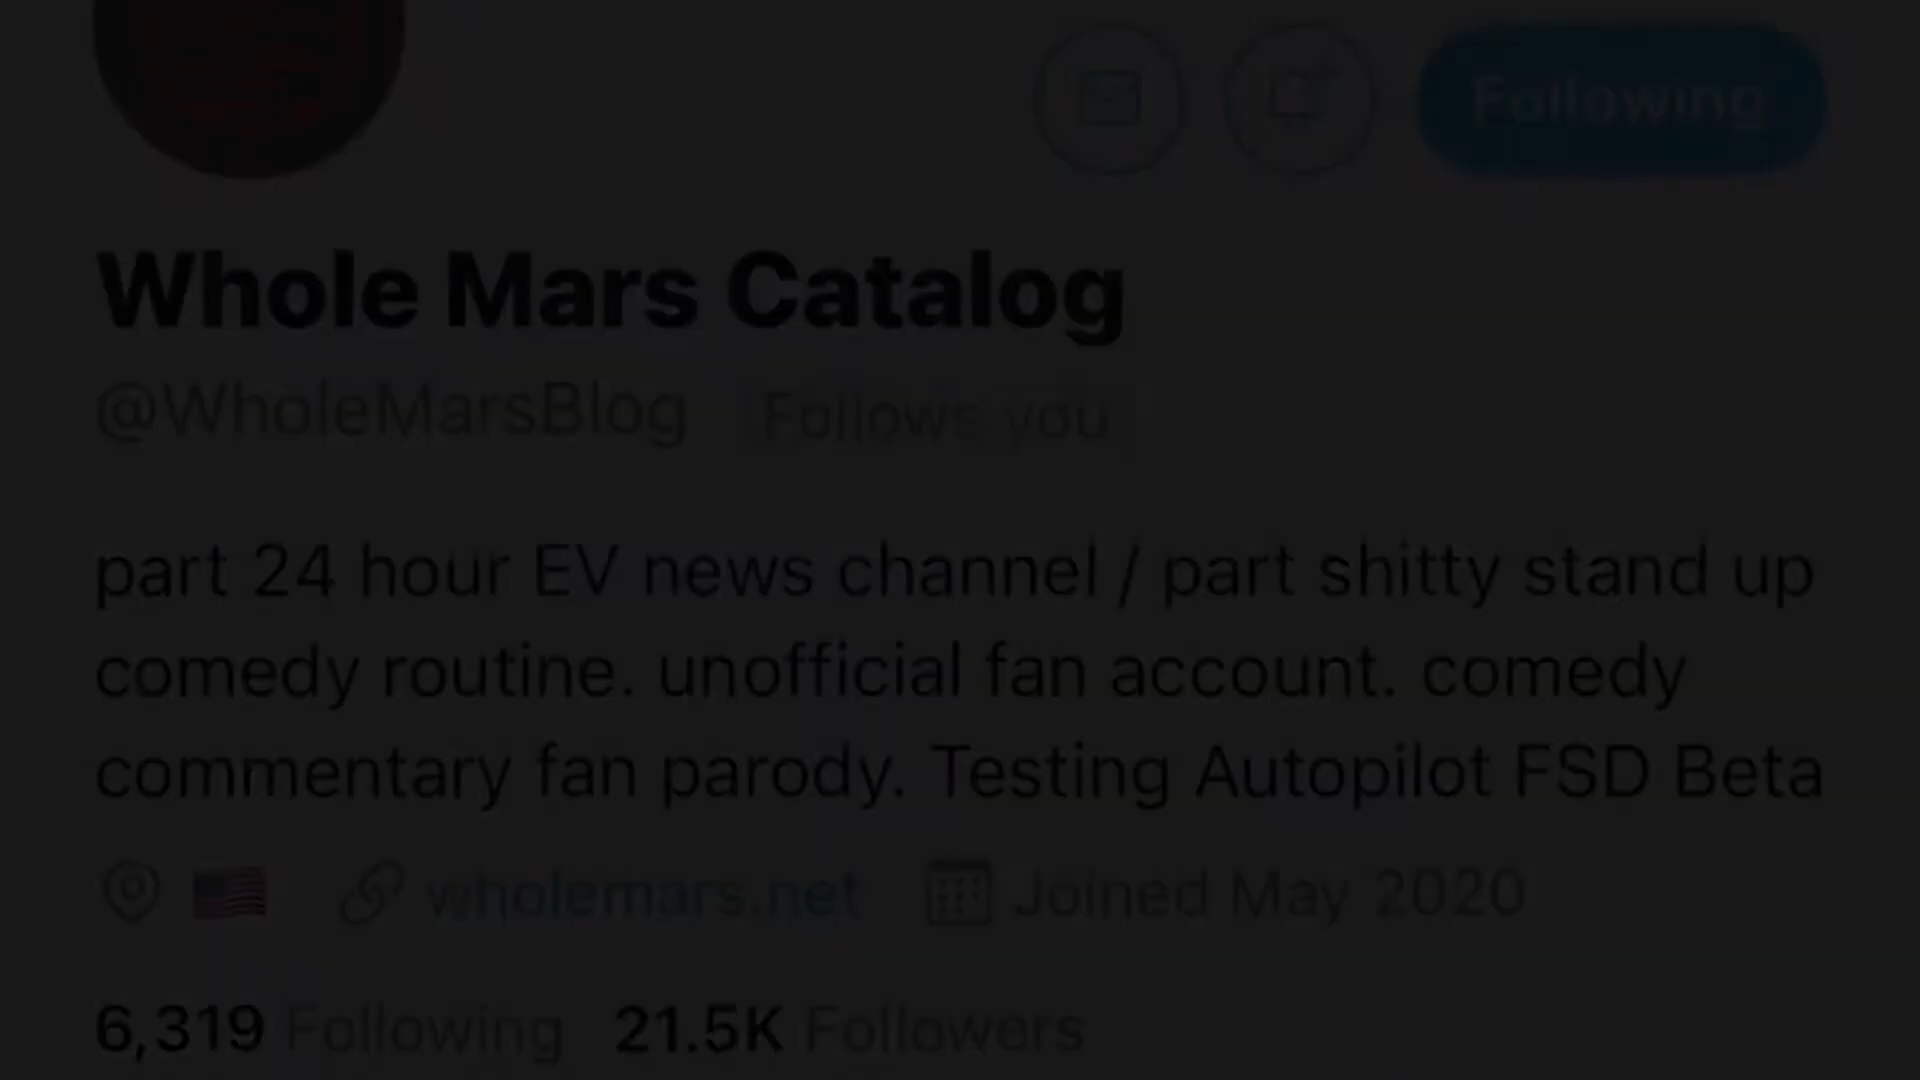 Following
Whole Mars Catalog
@WholeMarsBlog Follows you
part 24 hour EV news channel / part shitty stand up
comedy routine. unofficial fan account. comedy
commentary fan parody. Testing Autopilot FSD Beta
wholemars.net Joined May 2020
6,319 Following 21.5K Followers